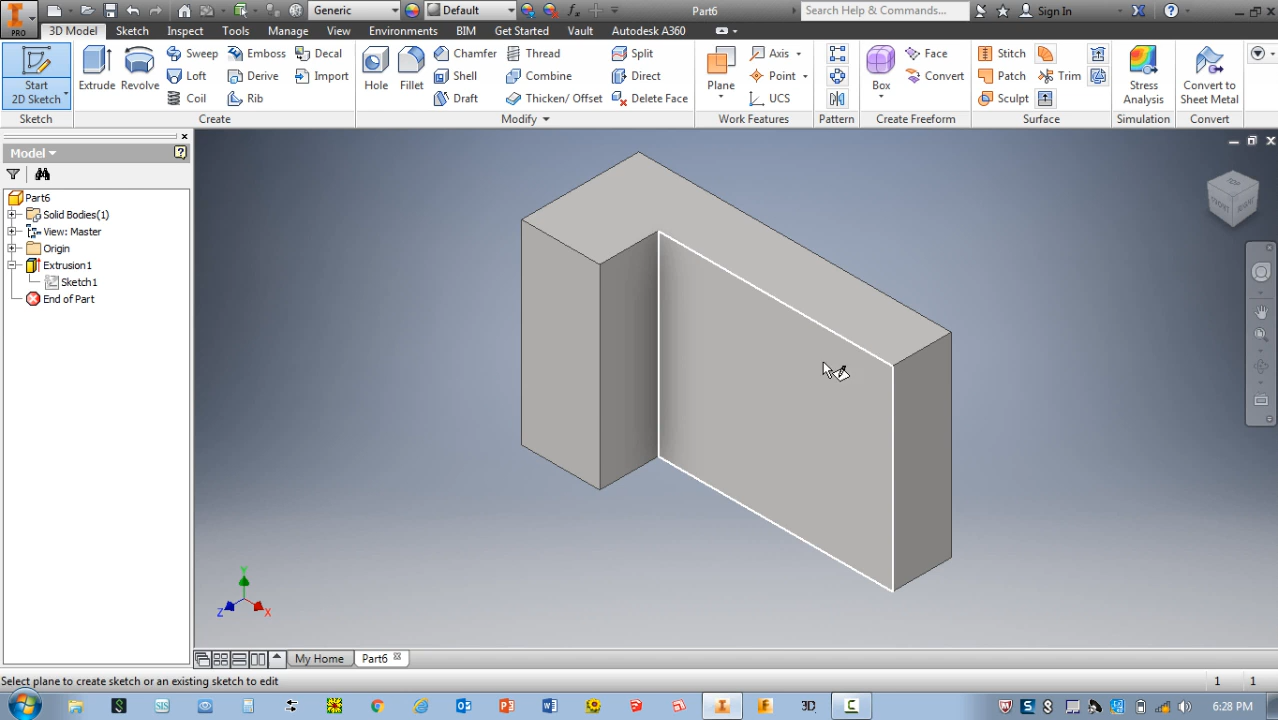 Generic
Default
Part6
Search Help & Commands...
Sign In
PRO
3D Model
Sketch
Inspect
Tools
Manage
View
Environments
BIM
Get Started
Vault
Autodesk A360
Start
2D Sketch
Extrude
Revolve
Sweep
Loft
Coil
Emboss
Derive
Rib
Decal
Import
Hole
Fillet
Chamfer
Shell
Draft
Thread
Combine
Thicken/ Offset
Split
Direct
Delete Face
Plane
Axis
Point
UCS
Box
Face
Convert
Stitch
Patch
Sculpt
Trim
Stress
Analysis
Convert to
Sheet Metal
Sketch
Create
Modify
Work Features
Pattern
Create Freeform
Surface
Simulation
Convert
Model
Part6
Solid Bodies(1)
View: Master
Origin
Extrusion1
Sketch1
End of Part
TOP
FRONT
RIGHT
Y
Z
X
My Home
Part6
Select plane to create sketch or an existing sketch to edit
1
1
6:28 PM